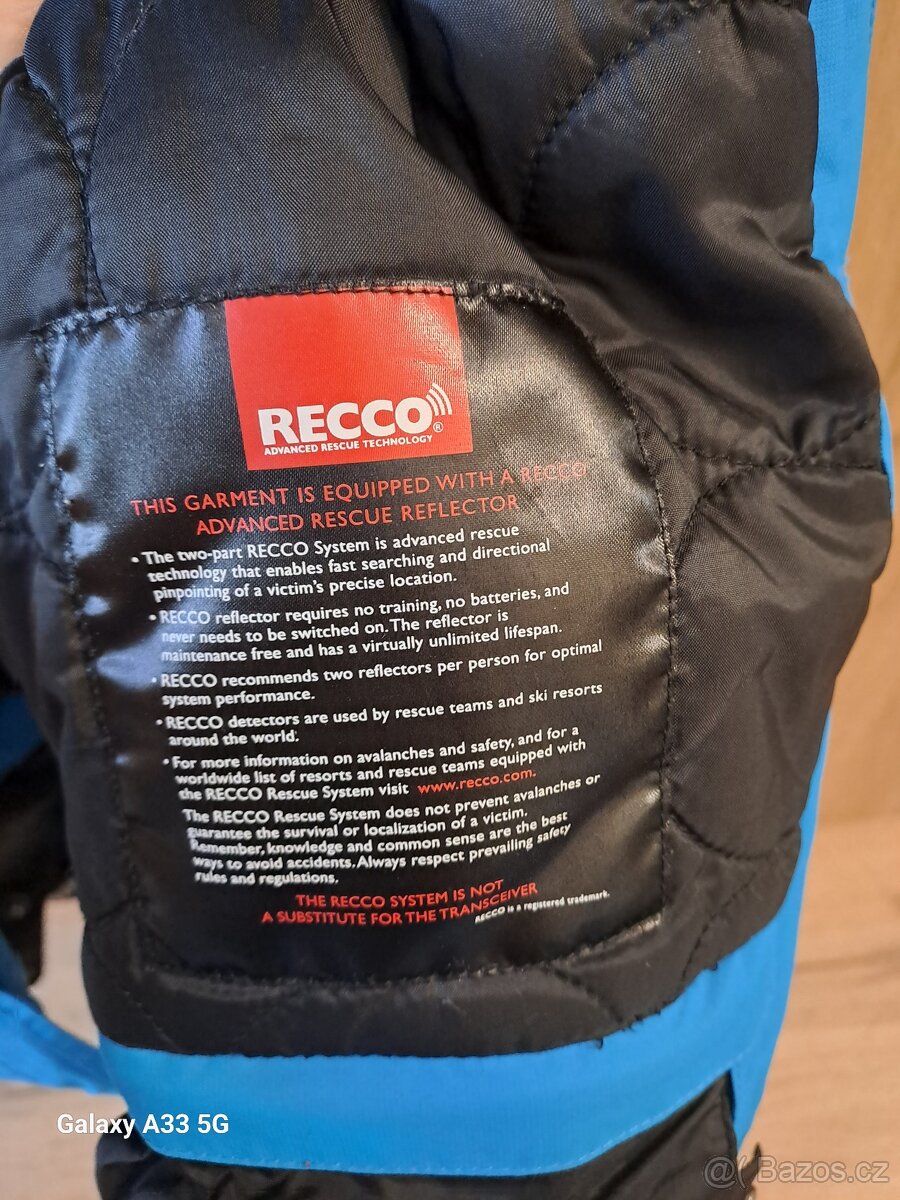 RECCO®
ADVANCED RESCUE TECHNOLOGY
THIS GARMENT IS EQUIPPED WITH A RECCO
ADVANCED RESCUE REFLECTOR
• The two-part RECCO System is advanced rescue
technology that enables fast searching and directional
pinpointing of a victim's precise location.
• RECCO reflector requires no training, no batteries, and
never needs to be switched on. The reflector is
maintenance free and has a virtually unlimited lifespan.
• RECCO recommends two reflectors per person for optimal
system performance.
• RECCO detectors are used by rescue teams and ski resorts
around the world.
• For more information on avalanches and safety, and for a
worldwide list of resorts and rescue teams equipped with
the RECCO Rescue System visit www.recco.com.
The RECCO Rescue System does not prevent avalanches or
guarantee the survival or localization of a victim.
Remember, knowledge and common sense are the best
ways to avoid accidents. Always respect prevailing safety
rules and regulations.
THE RECCO SYSTEM IS NOT
A SUBSTITUTE FOR THE TRANSCEIVER
RECCO is a registered trademark.
Galaxy A33 5G
Bazos.cz